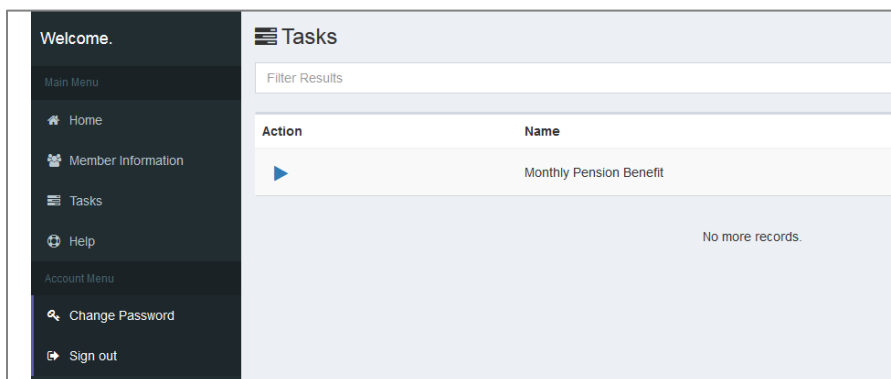 Welcome.
Main Menu
Home
Member Information
Tasks
Help
Account Menu
Change Password
Sign out
Tasks
Filter Results
Action Name
Monthly Pension Benefit
No more records.